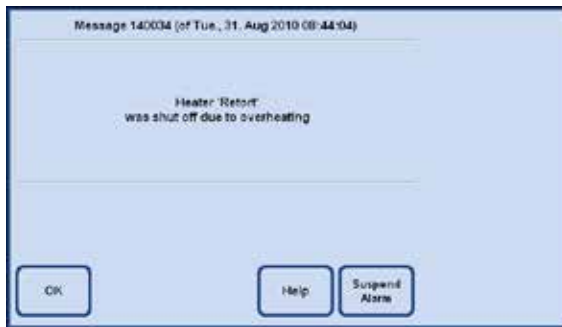 Message 140034 (of Tue., 31. Aug 2010 08:44:04)
Heater 'Retort'
was shut off due to overheating
OK
Help
Suspend
Alarm